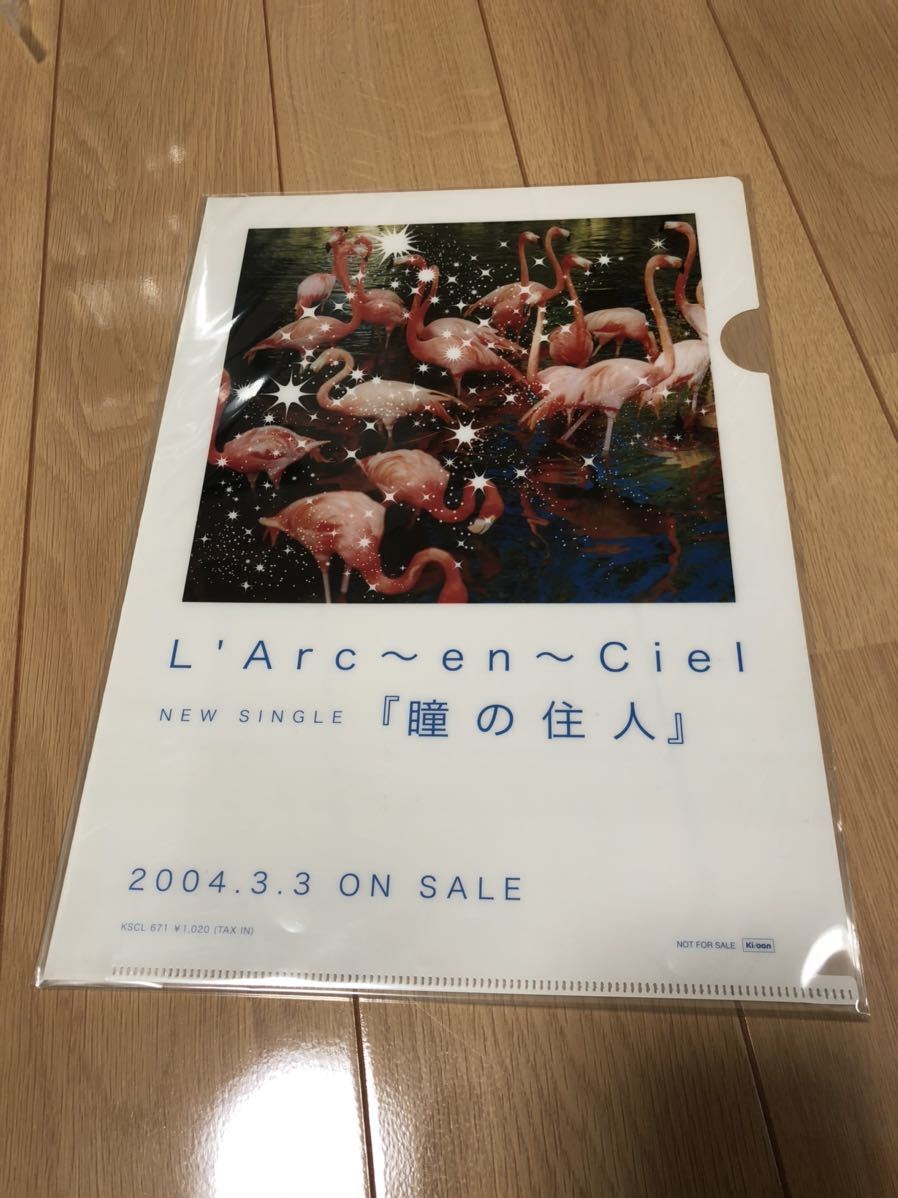 L'Arc～en～Ciel
NEW SINGLE 『瞳の住人』
2004.3.3 ON SALE
KSCL 671 ¥1,020 (TAX IN)
NOT FOR SALE Ki/oon